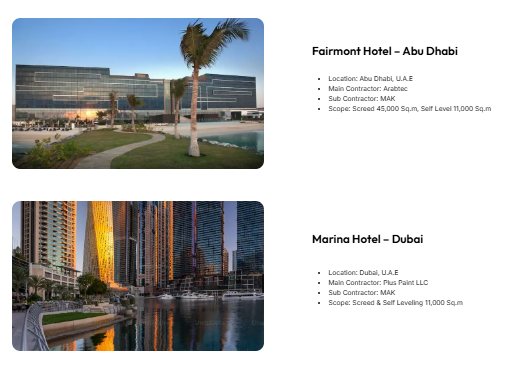 Fairmont Hotel – Abu Dhabi
Location: Abu Dhabi, U.A.E
Main Contractor: Arabtec
Sub Contractor: MAK
Scope: Screed 45,000 Sq.m, Self Level 11,000 Sq.m
Marina Hotel – Dubai
Location: Dubai, U.A.E
Main Contractor: Plus Paint LLC
Sub Contractor: MAK
Scope: Screed & Self Leveling 11,000 Sq.m